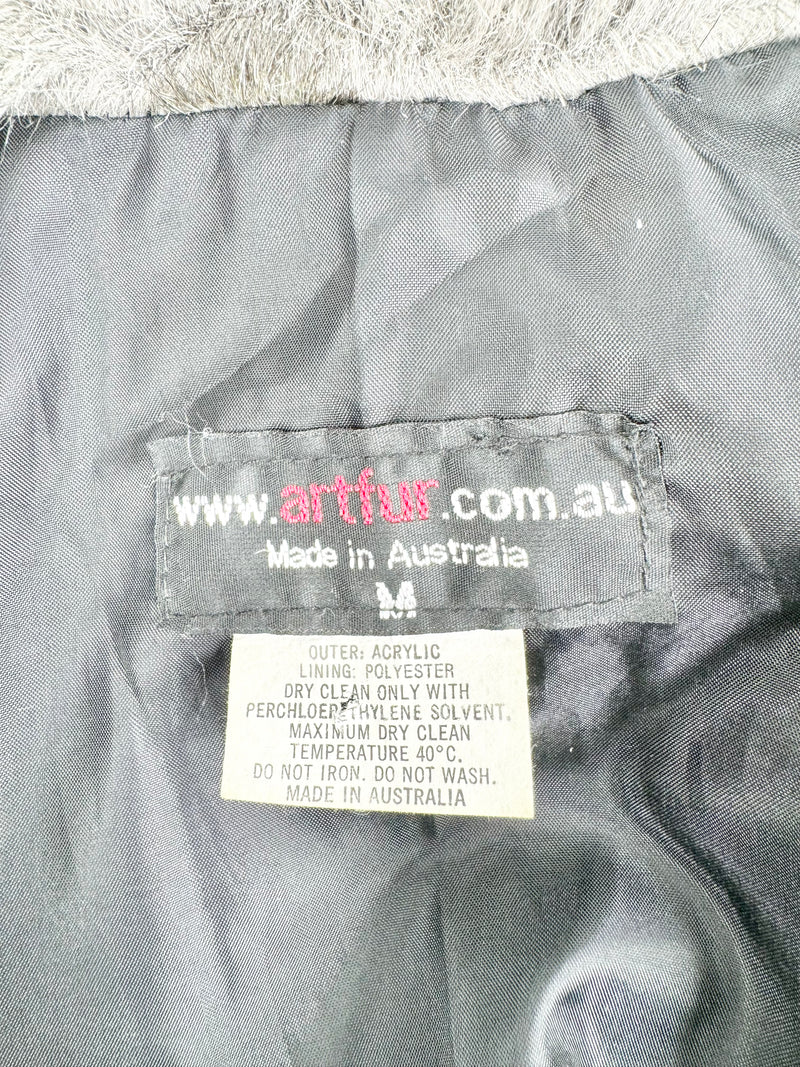 www.artfur.com.au
Made in Australia
M
OUTER: ACRYLIC
LINING: POLYESTER
DRY CLEAN ONLY WITH
PERCHLOERETHYLENE SOLVENT.
MAXIMUM DRY CLEAN
TEMPERATURE 40°C.
DO NOT IRON. DO NOT WASH.
MADE IN AUSTRALIA